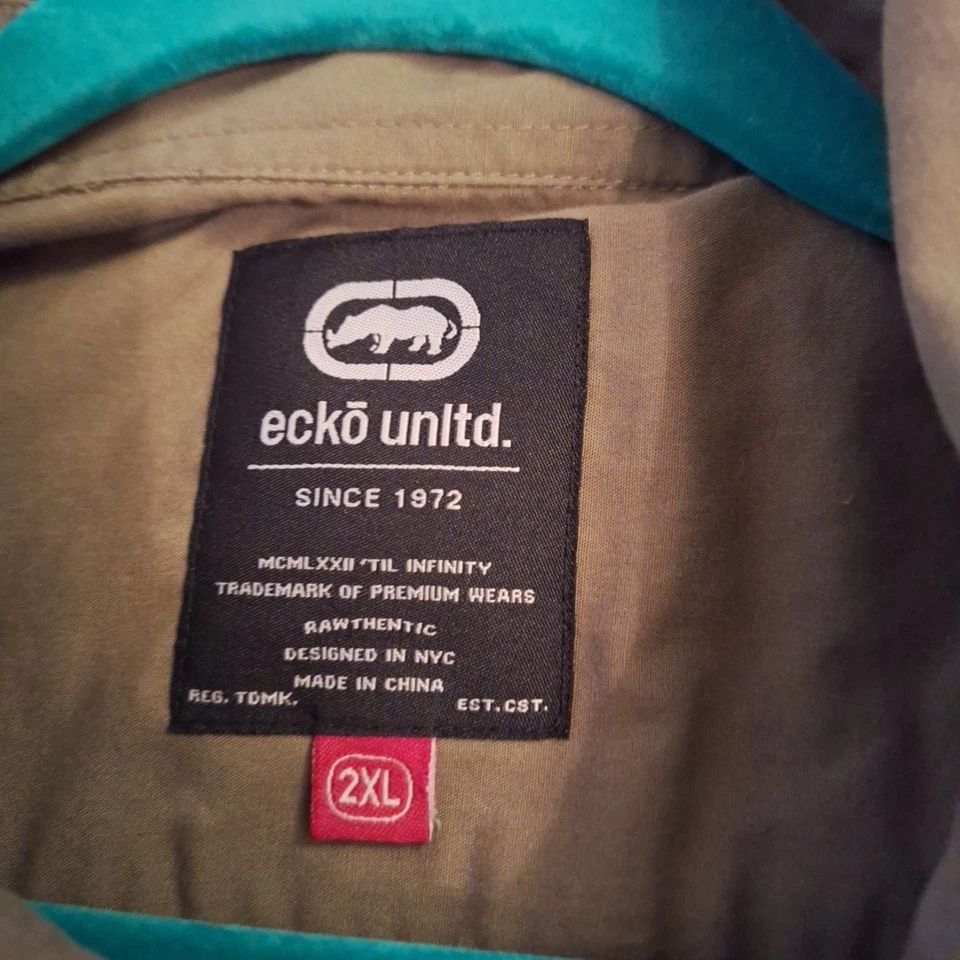 eckō unltd.
SINCE 1972
MCMLXXII 'TIL INFINITY
TRADEMARK OF PREMIUM WEARS
RAWTHENTIC
DESIGNED IN NYC
MADE IN CHINA
REG. TDMK. EST. CST.
2XL